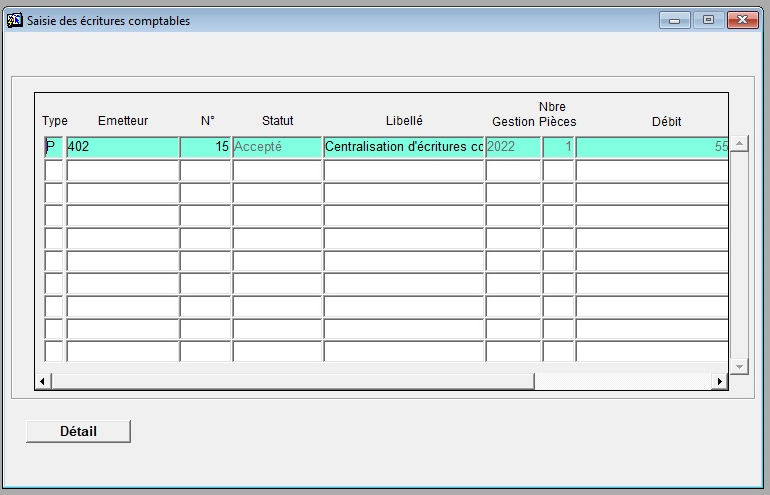 Saisie des écritures comptables
Type Emetteur N° Statut Libellé Gestion Nbre Pièces Débit
P 402 15 Accepté Centralisation d'écritures cc 2022 1 55
Détail